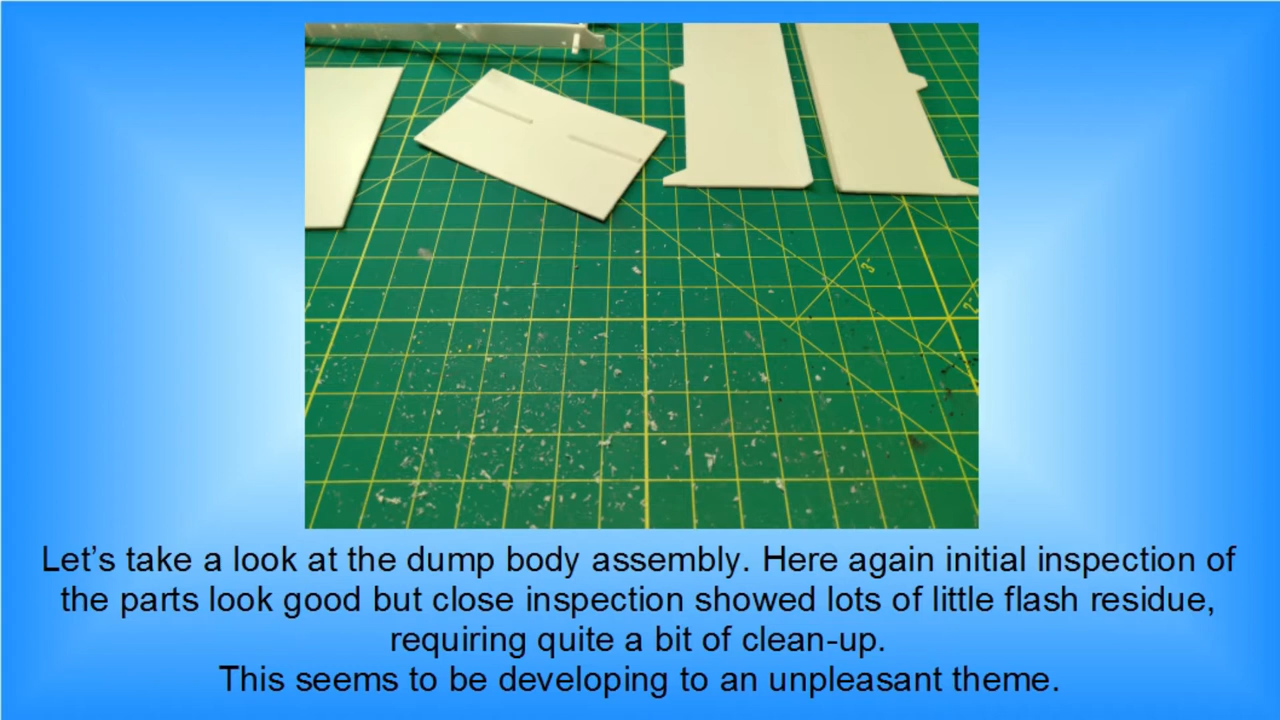 3"
2"
Let’s take a look at the dump body assembly. Here again initial inspection of
the parts look good but close inspection showed lots of little flash residue,
requiring quite a bit of clean-up.
This seems to be developing to an unpleasant theme.